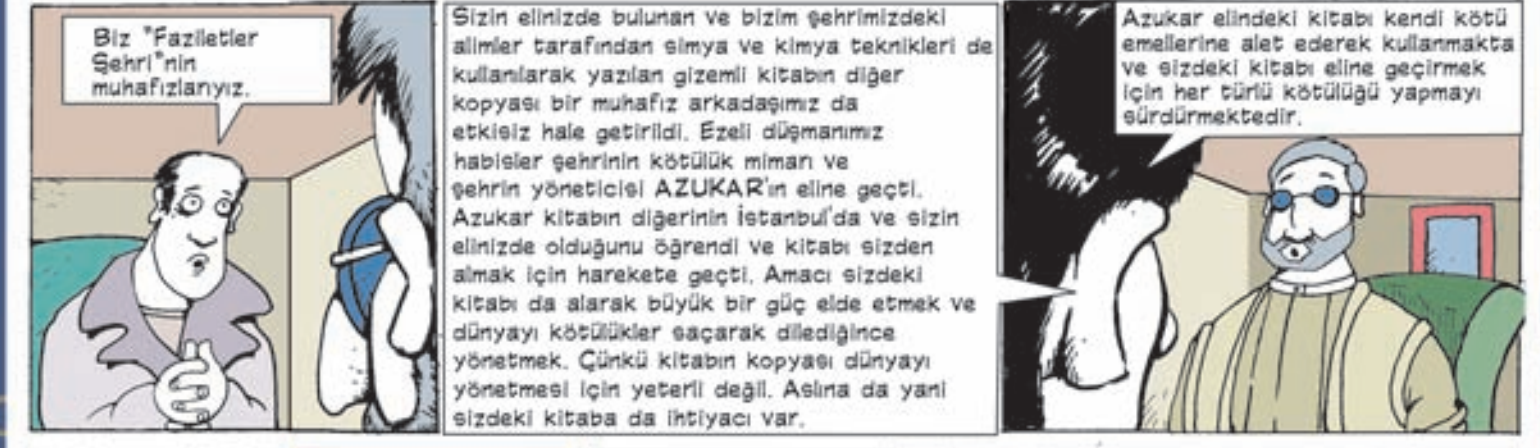 Biz "Faziletler
Şehri"nin
muhafızlarıyız.
Sizin elinizde bulunan ve bizim şehrimizdeki
alimler tarafından simya ve kimya teknikleri de
kullanılarak yazılan gizemli kitabın diğer
kopyası bir muhafız arkadaşımız da
etkisiz hale getirildi. Ezeli düşmanımız
habisler şehrinin kötülük mimarı ve
şehrin yöneticisi AZUKAR'ın eline geçti.
Azukar kitabın diğerinin İstanbul'da ve sizin
elinizde olduğunu öğrendi ve kitabı sizden
almak için harekete geçti. Amacı sizdeki
kitabı da alarak büyük bir güç elde etmek ve
dünyayı kötülükler saçarak dilediğince
yönetmek. Çünkü kitabın kopyası dünyayı
yönetmesi için yeterli değil. Aslına da yani
sizdeki kitaba da ihtiyacı var.
Azukar elindeki kitabı kendi kötü
emellerine alet ederek kullanmakta
ve sizdeki kitabı eline geçirmek
için her türlü kötülüğü yapmayı
sürdürmektedir.